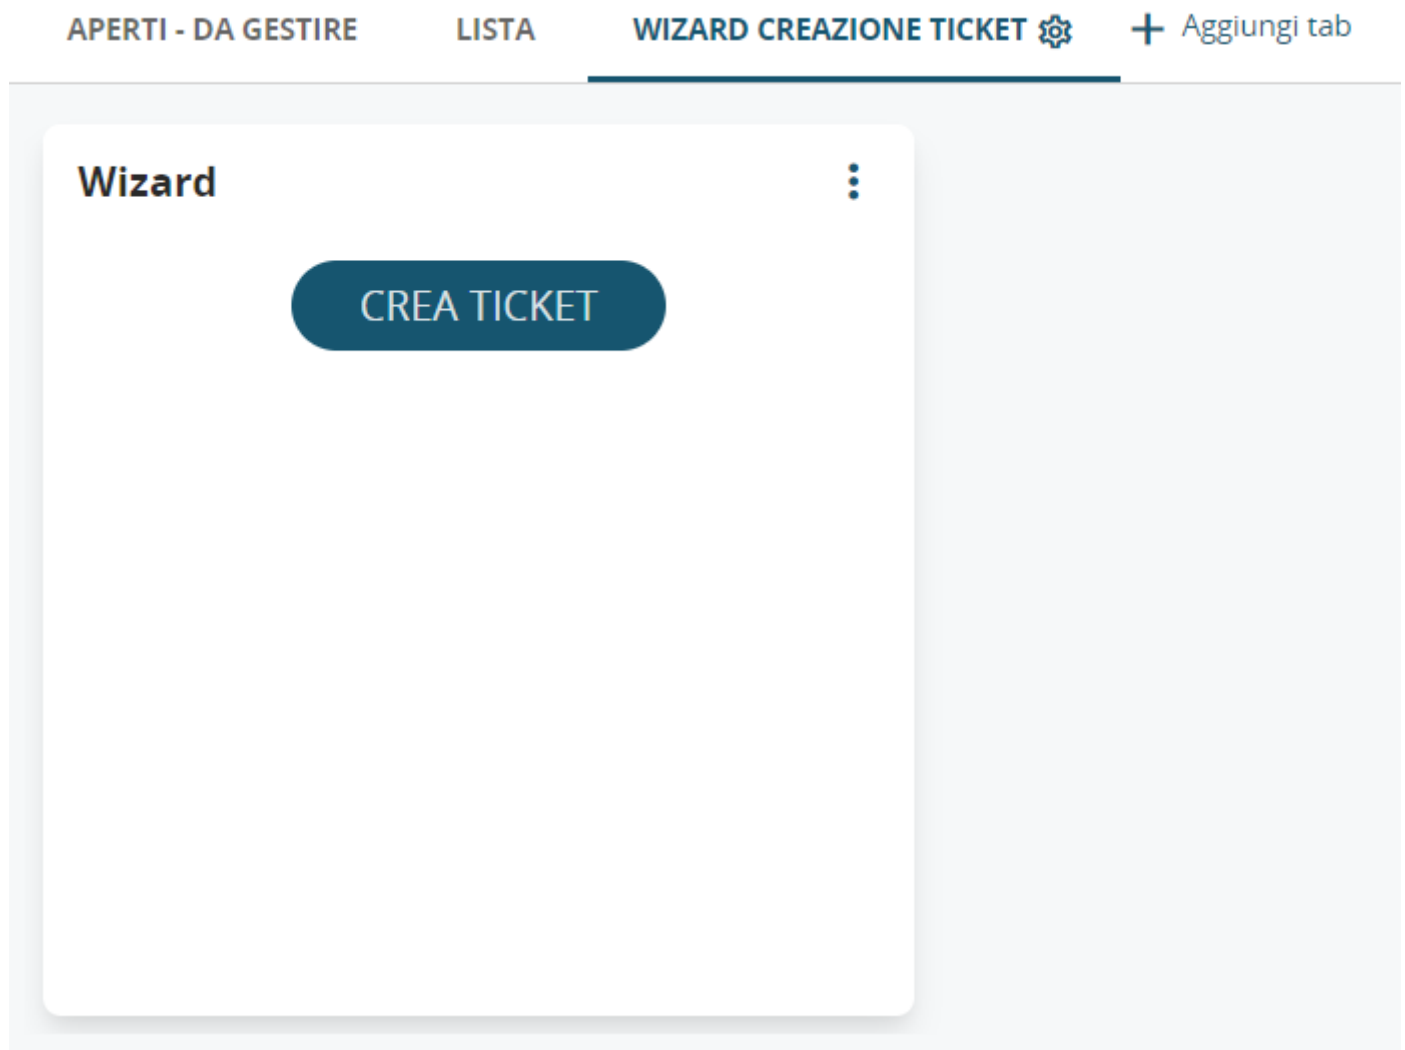 APERTI - DA GESTIRE LISTA WIZARD CREAZIONE TICKET + Aggiungi tab
Wizard
CREA TICKET